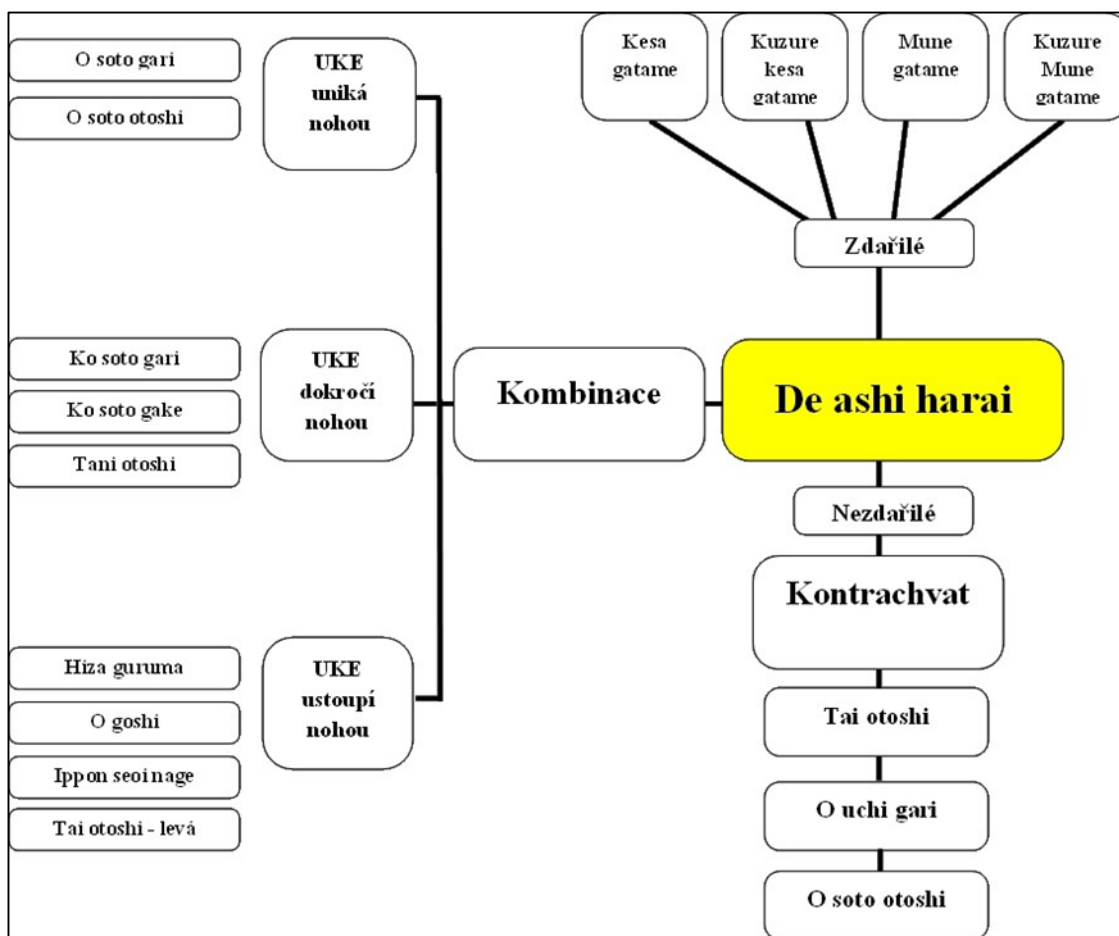 O soto gari
O soto otoshi
UKE
uniká
nohou
Kesa
gatame
Kuzure
kesa
gatame
Mune
gatame
Kuzure
Mune
gatame
Zdařilé
Ko soto gari
Ko soto gake
Tani otoshi
UKE
dokročí
nohou
Kombinace
De ashi harai
Nezdařilé
Kontrachvat
Hiza guruma
O goshi
Ippon seoi nage
Tai otoshi - levá
UKE
ustoupí
nohou
Tai otoshi
O uchi gari
O soto otoshi